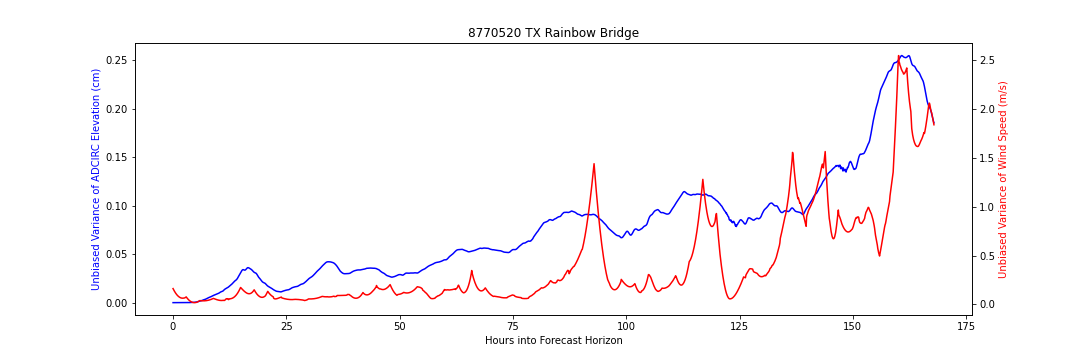 8770520 TX Rainbow Bridge
Unbiased Variance of ADCIRC Elevation (cm)
0.25
0.20
0.15
0.10
0.05
0.00
2.5
2.0
1.5
1.0
0.5
0.0
Unbiased Variance of Wind Speed (m/s)
0 25 50 75 100 125 150 175
Hours into Forecast Horizon